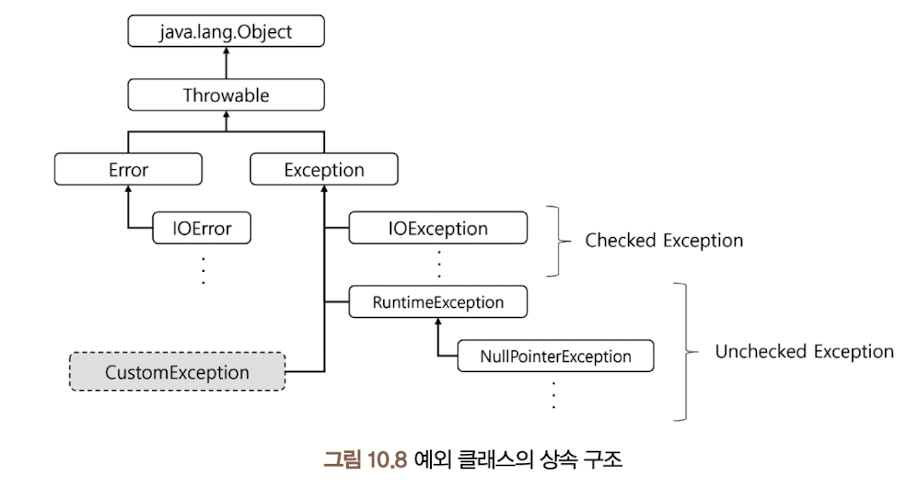 java.lang.Object
Throwable
Error
Exception
IOError
IOException
Checked Exception
RuntimeException
NullPointerException
Unchecked Exception
CustomException
그림 10.8 예외 클래스의 상속 구조